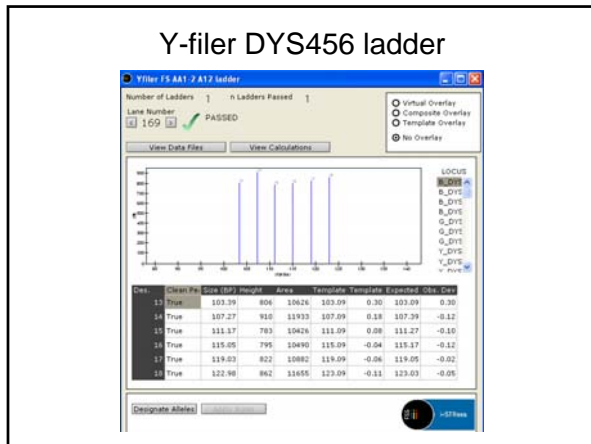 Y-filer DYS456 ladder
Yfiler FS AA1-2 A12 ladder
Number of Ladders 1 n Ladders Passed 1
Lane Number
169 PASSED
Virtual Overlay
Composite Overlay
Template Overlay
No Overlay
View Data Files View Calculations
LOCUS
B_DYS
B_DYS
B_DYS
B_DYS
G_DYS
G_DYS
Y_DYS
Y_DYS
Des. Clean Pe Size (BP) Height Area Template Template Expected Obs. Dev
13 True 103.39 806 10626 103.09 0.30 103.09 0.30
14 True 107.27 910 11933 107.09 0.18 107.39 -0.12
15 True 111.17 783 10426 111.09 0.08 111.27 -0.10
16 True 115.05 795 10490 115.09 -0.04 115.17 -0.12
17 True 119.03 822 10882 119.09 -0.06 119.05 -0.02
18 True 122.98 862 11655 123.09 -0.11 123.03 -0.05
Designate Alleles
i-STRess